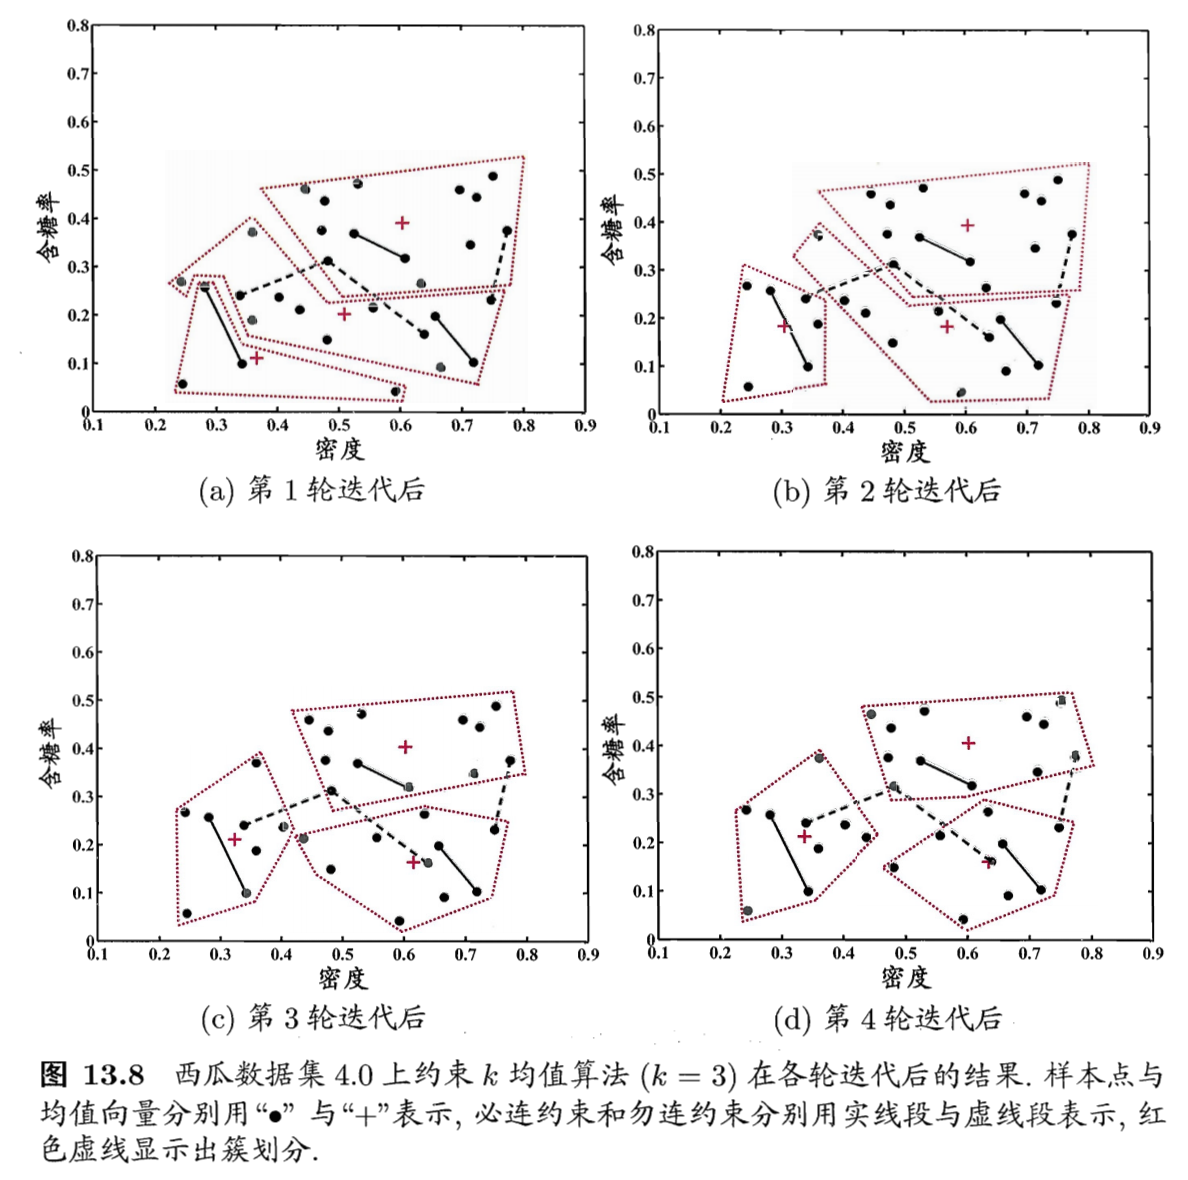 0.8
0.7
0.6
0.5
0.4
0.3
0.2
0.1
0
含糖率
0.1 0.2 0.3 0.4 0.5 0.6 0.7 0.8 0.9
密度
(a) 第 1 轮迭代后
0.8
0.7
0.6
0.5
0.4
0.3
0.2
0.1
0
含糖率
0.1 0.2 0.3 0.4 0.5 0.6 0.7 0.8 0.9
密度
(b) 第 2 轮迭代后
0.8
0.7
0.6
0.5
0.4
0.3
0.2
0.1
0
含糖率
0.1 0.2 0.3 0.4 0.5 0.6 0.7 0.8 0.9
密度
(c) 第 3 轮迭代后
0.8
0.7
0.6
0.5
0.4
0.3
0.2
0.1
0
含糖率
0.1 0.2 0.3 0.4 0.5 0.6 0.7 0.8 0.9
密度
(d) 第 4 轮迭代后
图 13.8 西瓜数据集 4.0 上约束 k 均值算法 (k = 3) 在各轮迭代后的结果. 样本点与
均值向量分别用“●” 与“+”表示, 必连约束和勿连约束分别用实线段与虚线段表示, 红
色虚线显示出簇划分.